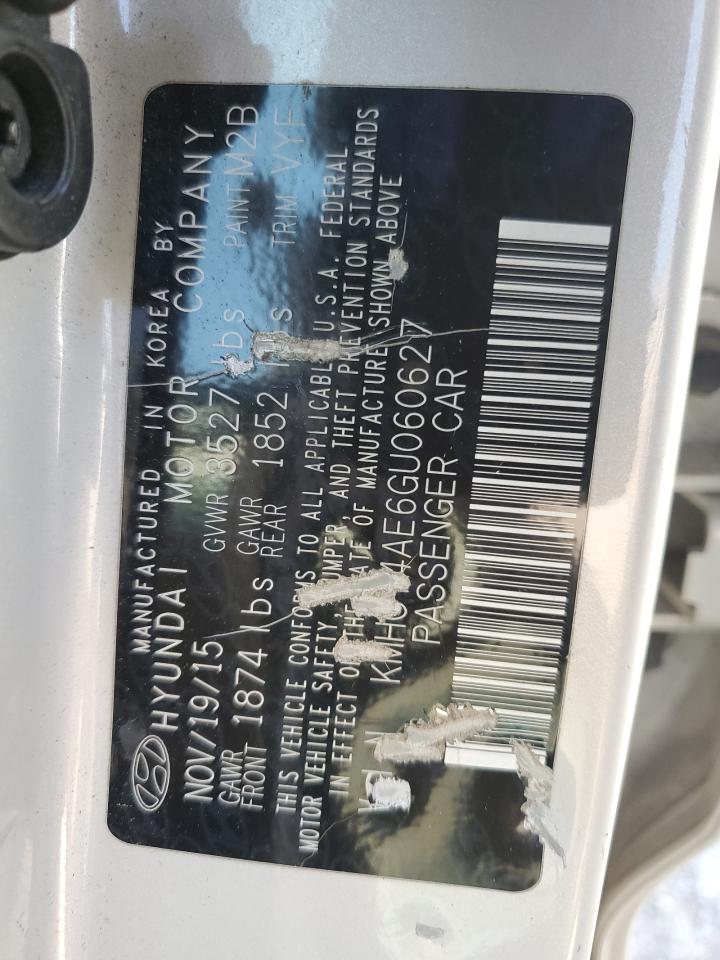 MANUFACTURED IN KOREA BY
HYUNDAI MOTOR COMPANY
NOV/19/15 GVWR 3527 lbs PAINT M2B
GAWR FRONT 1874 lbs GAWR REAR 1852 TRIM VYF
THIS VEHICLE CONFORMS TO ALL APPLICABLE U.S.A. FEDERAL
MOTOR VEHICLE SAFETY, BUMPER, AND THEFT PREVENTION STANDARDS
IN EFFECT ON THE DATE OF MANUFACTURE SHOWN ABOVE
PASSENGER CAR